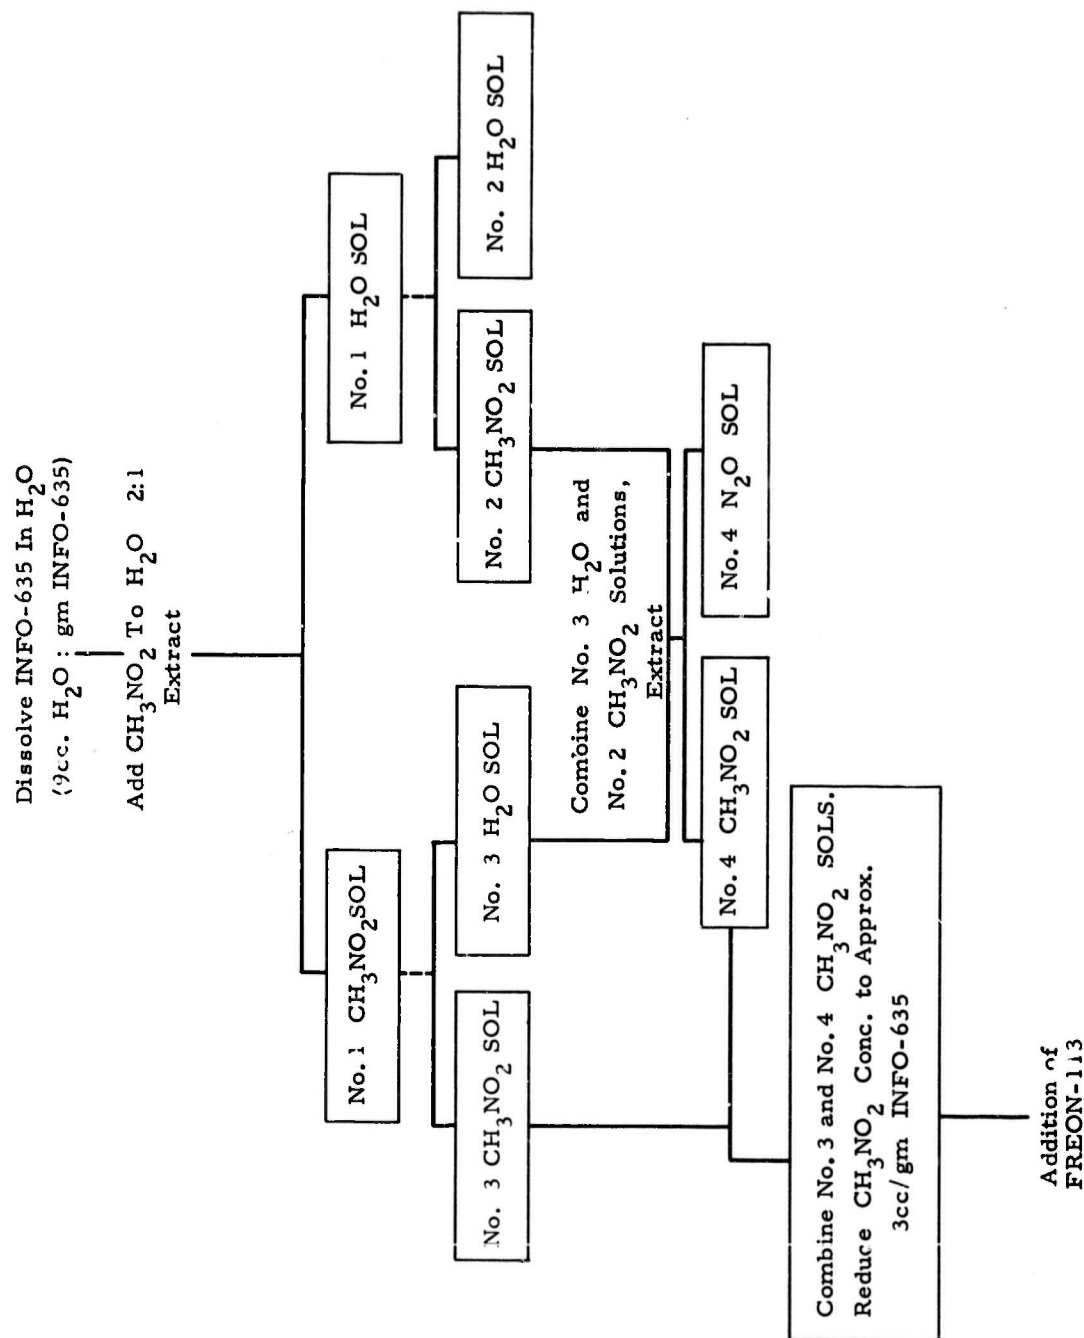 Dissolve INFO-635 In H₂O
(9cc. H₂O : gm INFO-635)
Add CH₃NO₂ To H₂O 2:1
Extract
No. 1 CH₃NO₂ SOL
No. 1 H₂O SOL
No. 3 CH₃NO₂ SOL
No. 3 H₂O SOL
No. 2 CH₃NO₂ SOL
No. 2 H₂O SOL
Combine No. 3 H₂O and
No. 2 CH₃NO₂ Solutions,
Extract
No. 4 CH₃NO₂ SOL
No. 4 N₂O SOL
Combine No. 3 and No. 4 CH₃NO₂ SOLS.
Reduce CH₃NO₂ Conc. to Approx.
3cc/gm INFO-635
Addition of
FREON-113